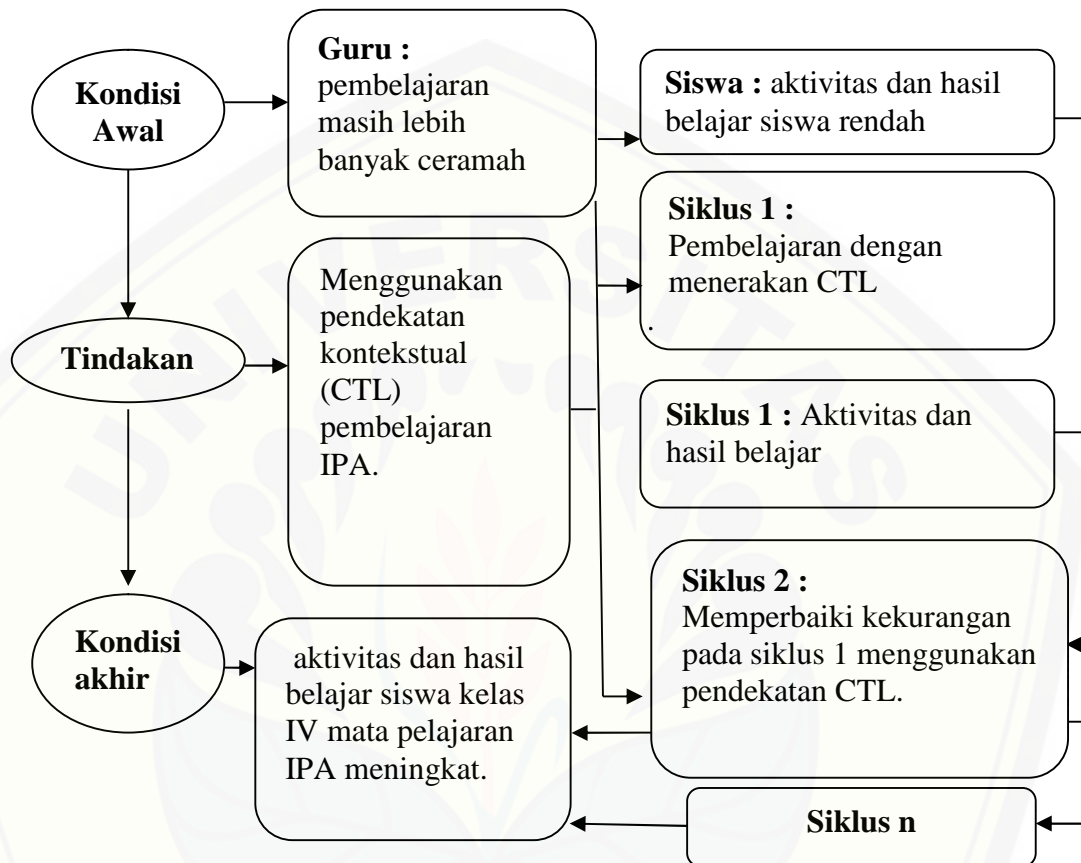 Kondisi
Awal
Guru :
pembelajaran
masih lebih
banyak ceramah
Siswa : aktivitas dan hasil
belajar siswa rendah
Siklus 1 :
Pembelajaran dengan
menerakan CTL
.
Tindakan
Menggunakan
pendekatan
kontekstual
(CTL)
pembelajaran
IPA.
Siklus 1 : Aktivitas dan
hasil belajar
Siklus 2 :
Memperbaiki kekurangan
pada siklus 1 menggunakan
pendekatan CTL.
Kondisi
akhir
aktivitas dan hasil
belajar siswa kelas
IV mata pelajaran
IPA meningkat.
Siklus n
UNIVERSITAS